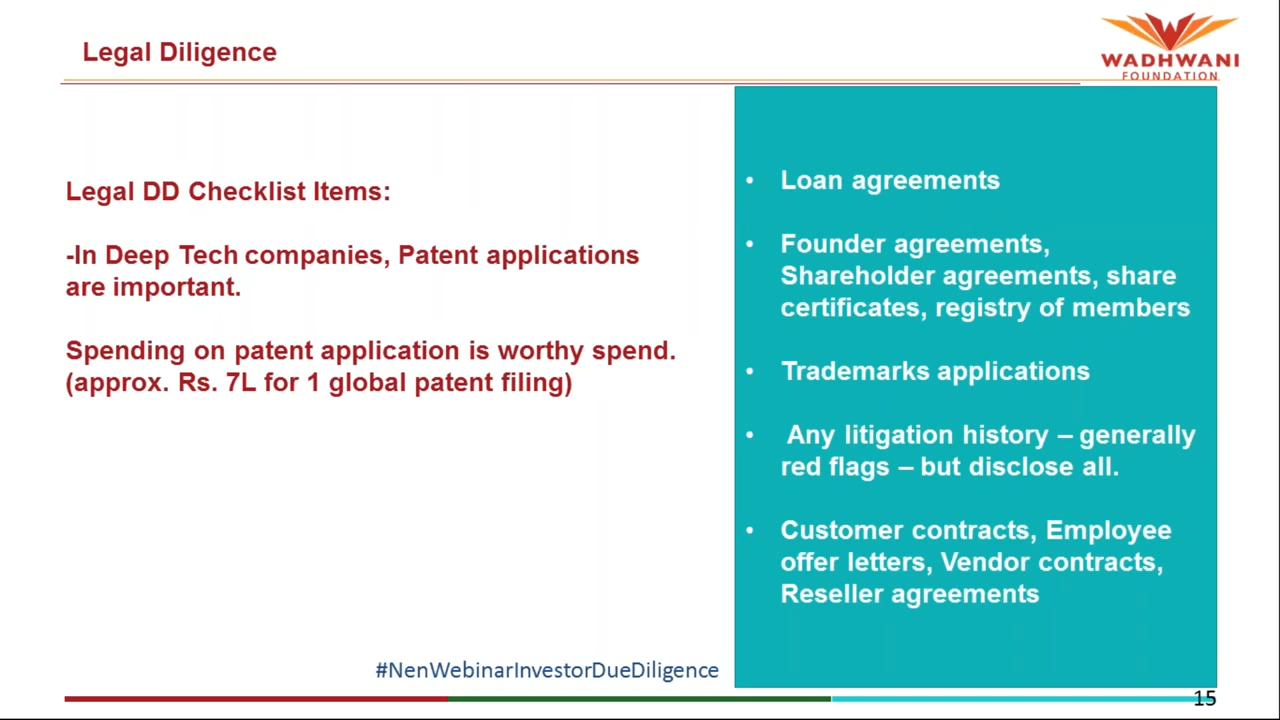 Legal Diligence
WADHWANI
FOUNDATION
Legal DD Checklist Items:
-In Deep Tech companies, Patent applications
are important.
Spending on patent application is worthy spend.
(approx. Rs. 7L for 1 global patent filing)
• Loan agreements
• Founder agreements,
Shareholder agreements, share
certificates, registry of members
• Trademarks applications
• Any litigation history – generally
red flags – but disclose all.
• Customer contracts, Employee
offer letters, Vendor contracts,
Reseller agreements
#NenWebinarInvestorDueDiligence
15